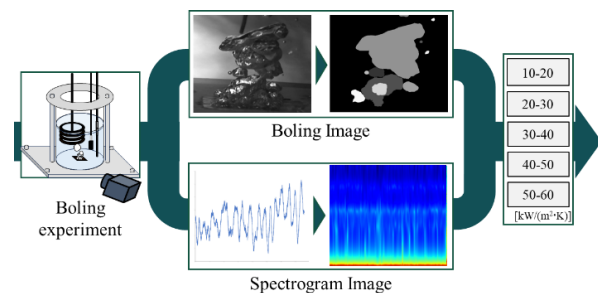 Boling
experiment
Boling Image
Spectrogram Image
10-20
20-30
30-40
40-50
50-60
[kW/(m²·K)]